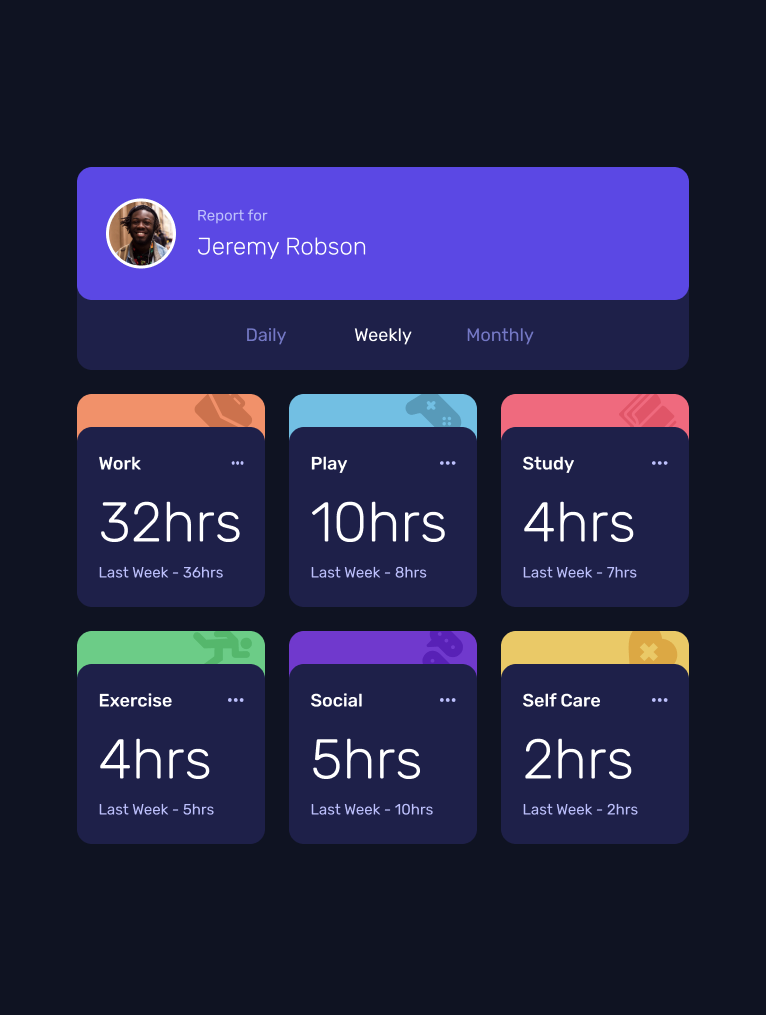 Report for
Jeremy Robson
Daily Weekly Monthly
Work
32hrs
Last Week - 36hrs
Play
10hrs
Last Week - 8hrs
Study
4hrs
Last Week - 7hrs
Exercise
4hrs
Last Week - 5hrs
Social
5hrs
Last Week - 10hrs
Self Care
2hrs
Last Week - 2hrs